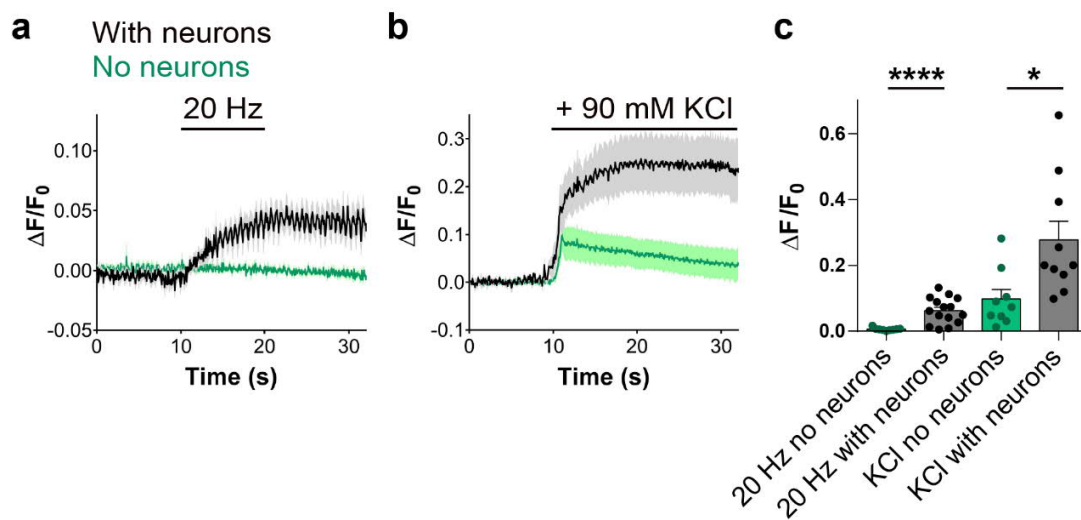 a
With neurons
No neurons
20 Hz
0.10
0.05
0.00
-0.05
ΔF/F0
0 10 20 30
Time (s)
b
+ 90 mM KCl
0.3
0.2
0.1
0.0
-0.1
ΔF/F0
0 10 20 30
Time (s)
c
**** *
0.6
0.4
0.2
0.0
ΔF/F0
20 Hz no neurons
20 Hz with neurons
KCl no neurons
KCl with neurons